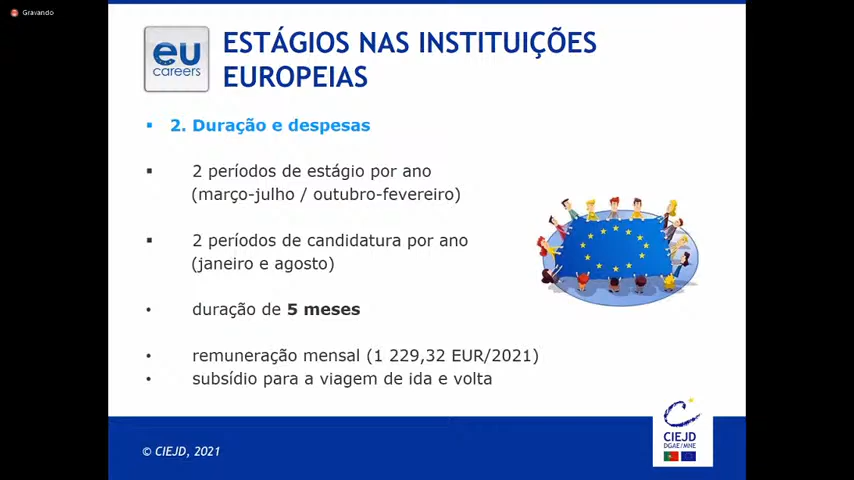 Gravando
eu
careers
ESTÁGIOS NAS INSTITUIÇÕES
EUROPEIAS
▪ 2. Duração e despesas
▪ 2 períodos de estágio por ano
(março-julho / outubro-fevereiro)
▪ 2 períodos de candidatura por ano
(janeiro e agosto)
• duração de 5 meses
• remuneração mensal (1 229,32 EUR/2021)
• subsídio para a viagem de ida e volta
© CIEJD, 2021
CIEJD
DGAE/MNE